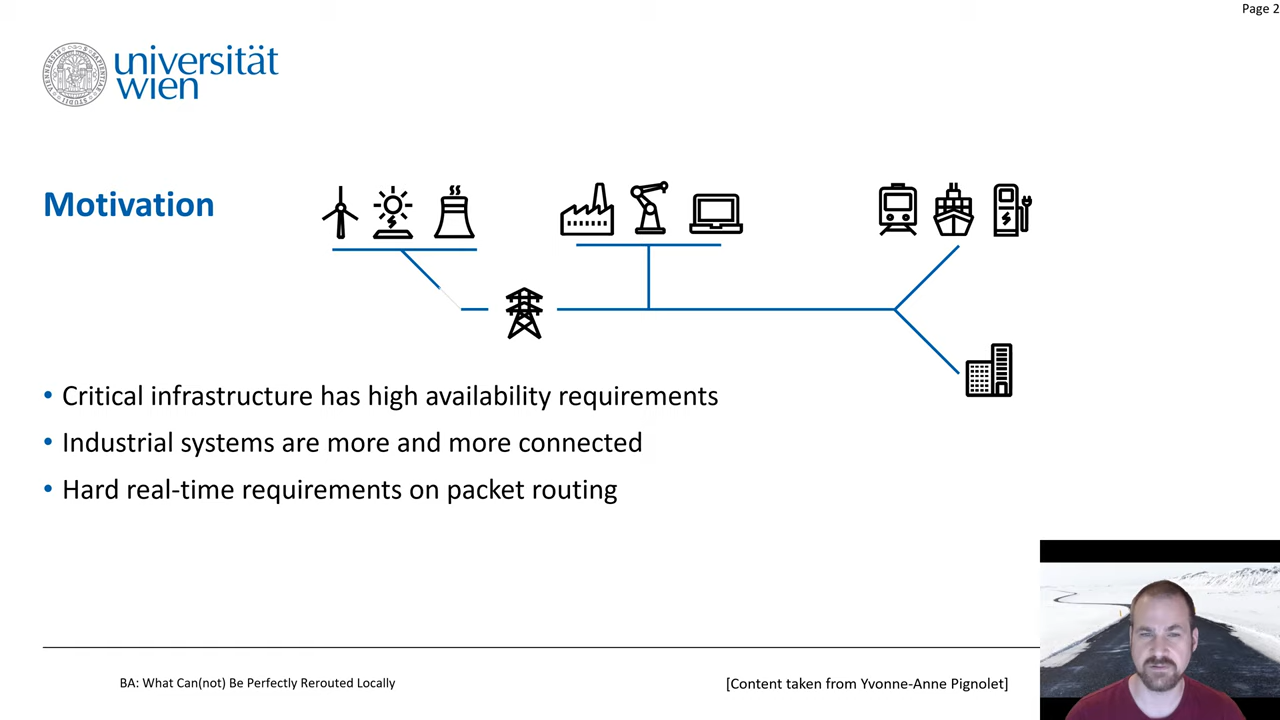 Page 2
universität
wien
Motivation
• Critical infrastructure has high availability requirements
• Industrial systems are more and more connected
• Hard real-time requirements on packet routing
BA: What Can(not) Be Perfectly Rerouted Locally
[Content taken from Yvonne-Anne Pignolet]